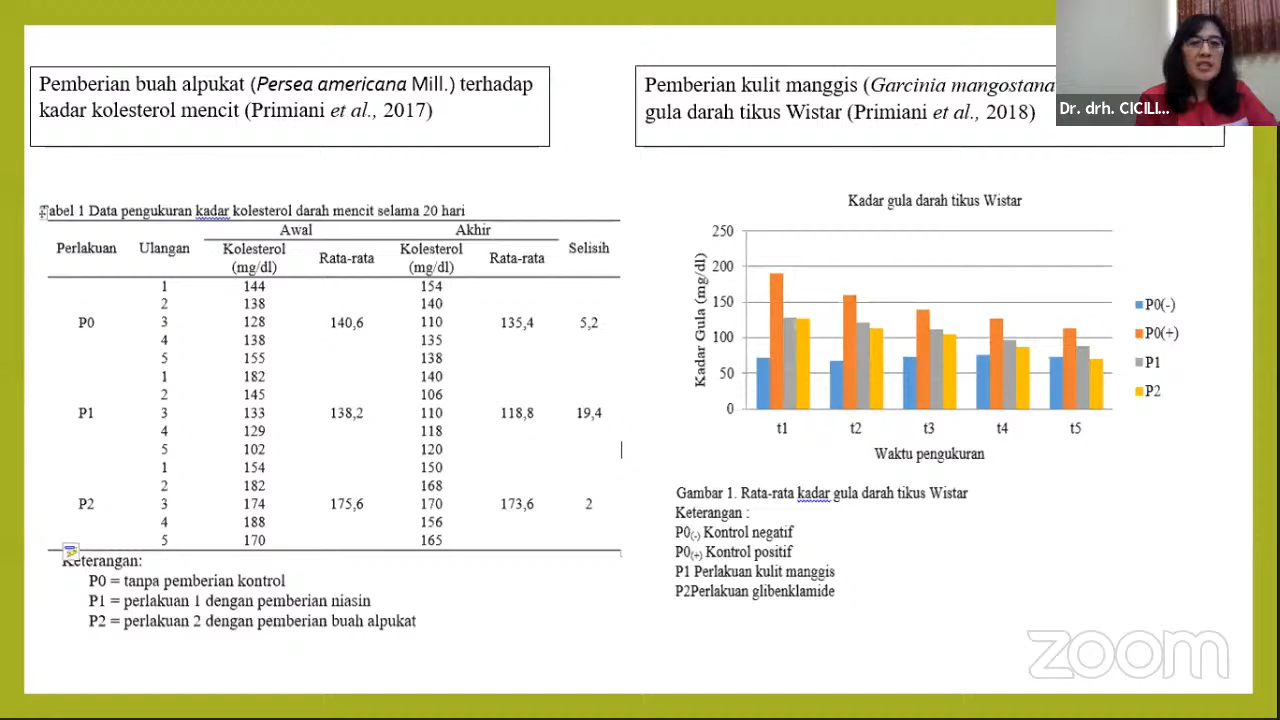 Pemberian buah alpukat (Persea americana Mill.) terhadap
kadar kolesterol mencit (Primiani et al., 2017)
Pemberian kulit manggis (Garcinia mangostana
gula darah tikus Wistar (Primiani et al., 2018)
Dr. drh. CICILI...
Tabel 1 Data pengukuran kadar kolesterol darah mencit selama 20 hari
Perlakuan Ulangan Awal Akhir Selisih
Kolesterol (mg/dl) Rata-rata Kolesterol (mg/dl) Rata-rata
1 144 154
2 138 140
P0 3 128 140,6 110 135,4 5,2
4 138 135
5 155 138
1 182 140
2 145 106
P1 3 133 138,2 110 118,8 19,4
4 129 118
5 102 120
1 154 150
2 182 168
P2 3 174 175,6 170 173,6 2
4 188 156
5 170 165
Keterangan:
P0 = tanpa pemberian kontrol
P1 = perlakuan 1 dengan pemberian niasin
P2 = perlakuan 2 dengan pemberian buah alpukat
Kadar gula darah tikus Wistar
Kadar Gula (mg/dl)
250
200
150
100
50
0
t1 t2 t3 t4 t5
Waktu pengukuran
P0(-)
P0(+)
P1
P2
Gambar 1. Rata-rata kadar gula darah tikus Wistar
Keterangan :
P0(-) Kontrol negatif
P0(+) Kontrol positif
P1 Perlakuan kulit manggis
P2Perlakuan glibenklamide
zoom